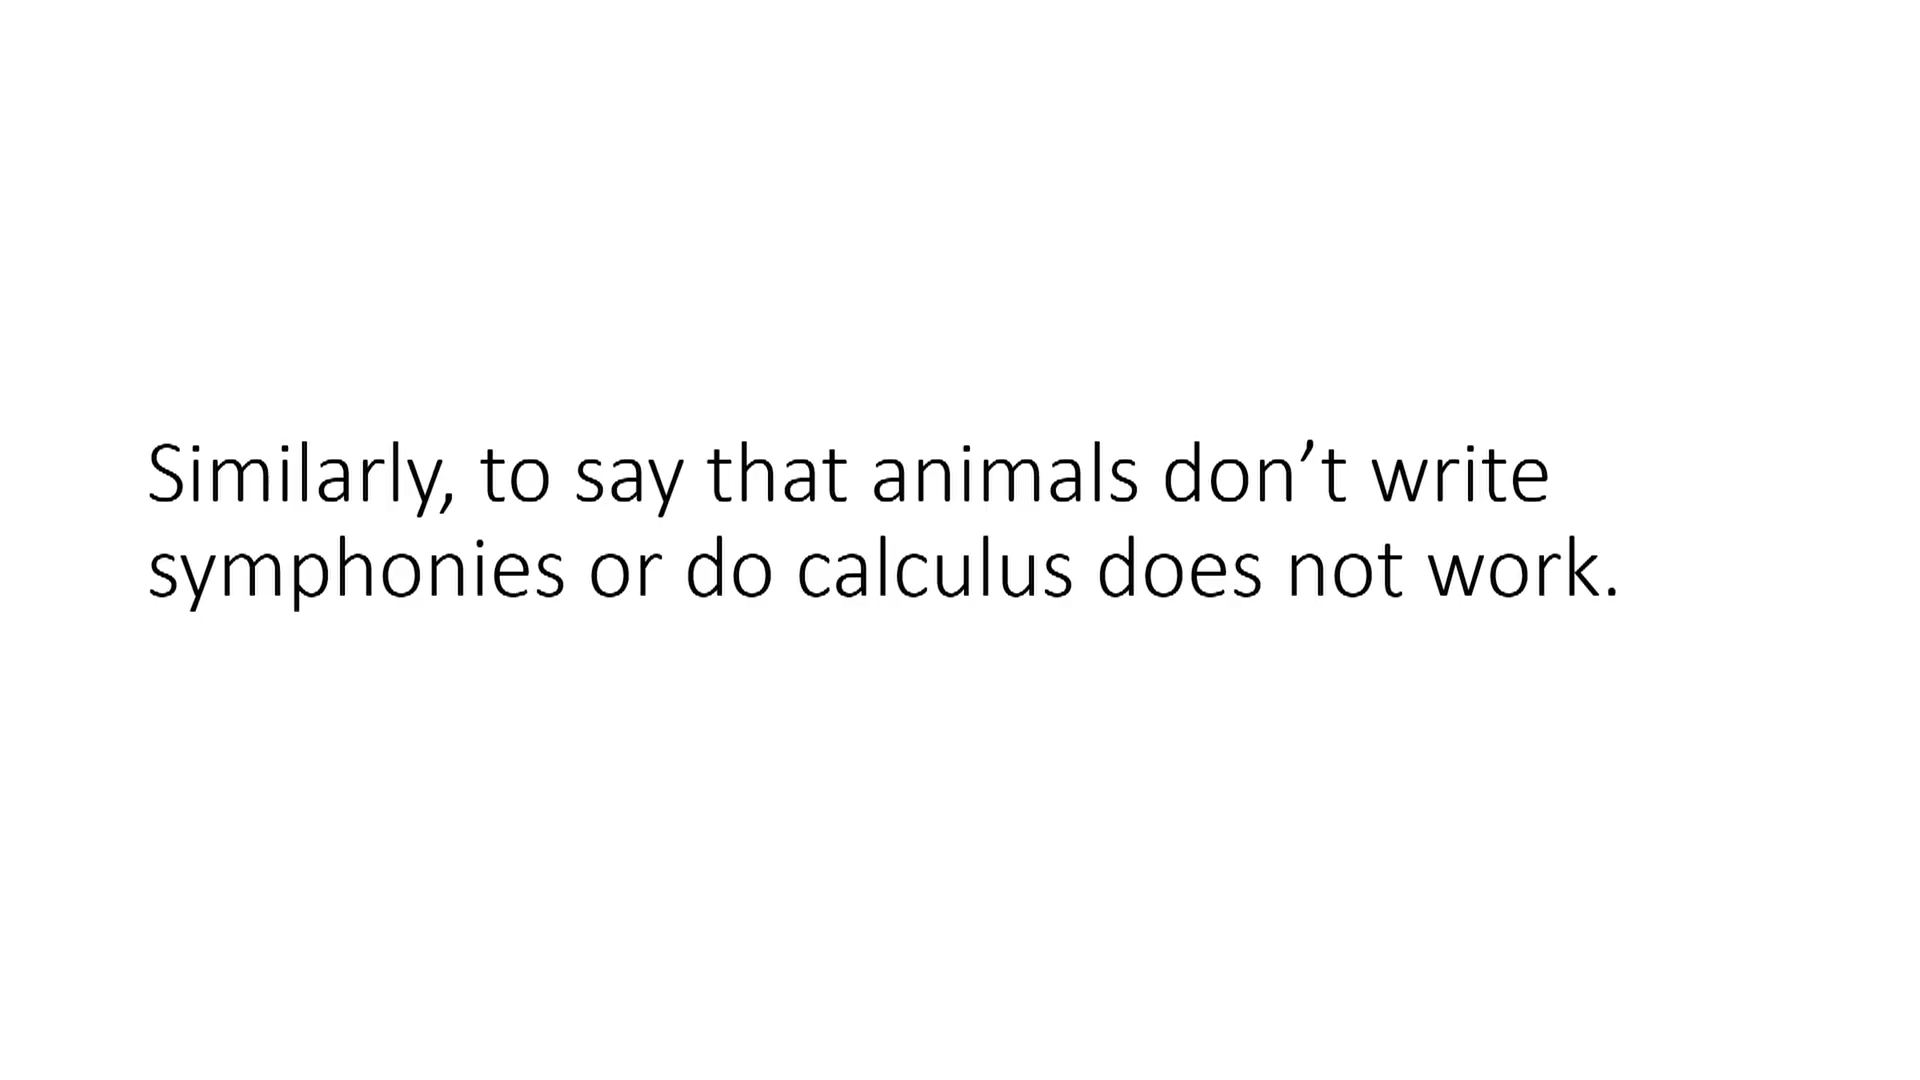 Similarly, to say that animals don’t write
symphonies or do calculus does not work.